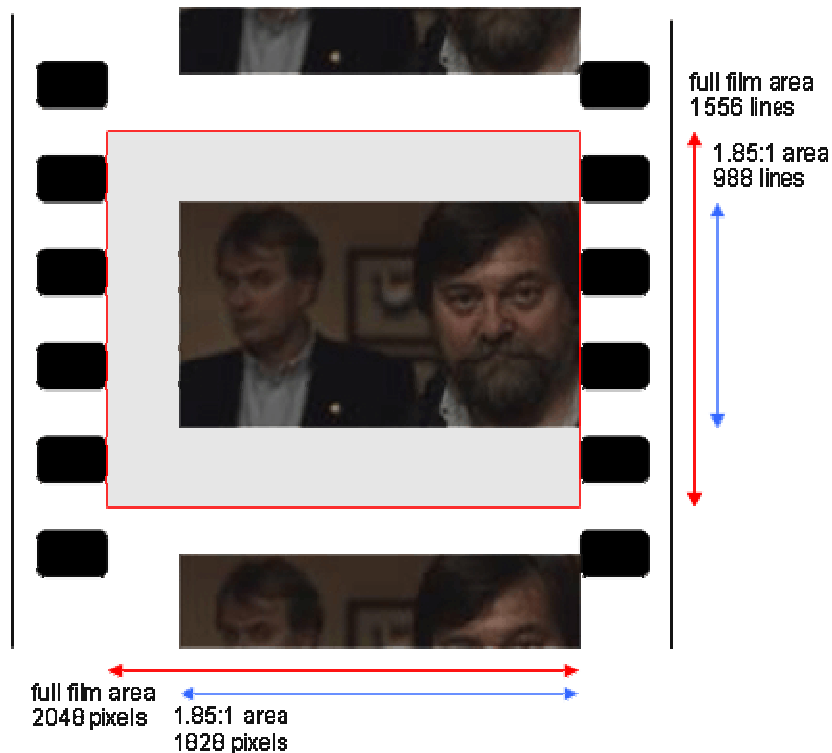 full film area
1556 lines
1.85:1 area
988 lines
full film area
2048 pixels
1.85:1 area
1828 pixels